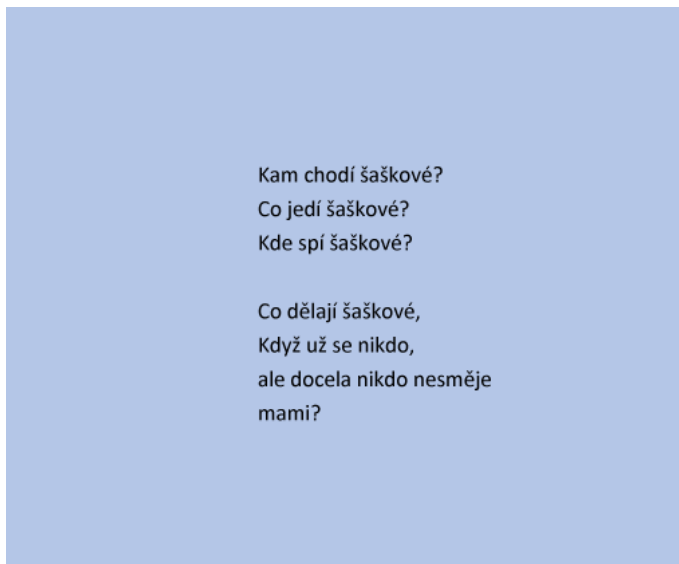 Kam chodí šaškové?
Co jedí šaškové?
Kde spí šaškové?
Co dělají šaškové,
Když už se nikdo,
ale docela nikdo nesměje
mami?